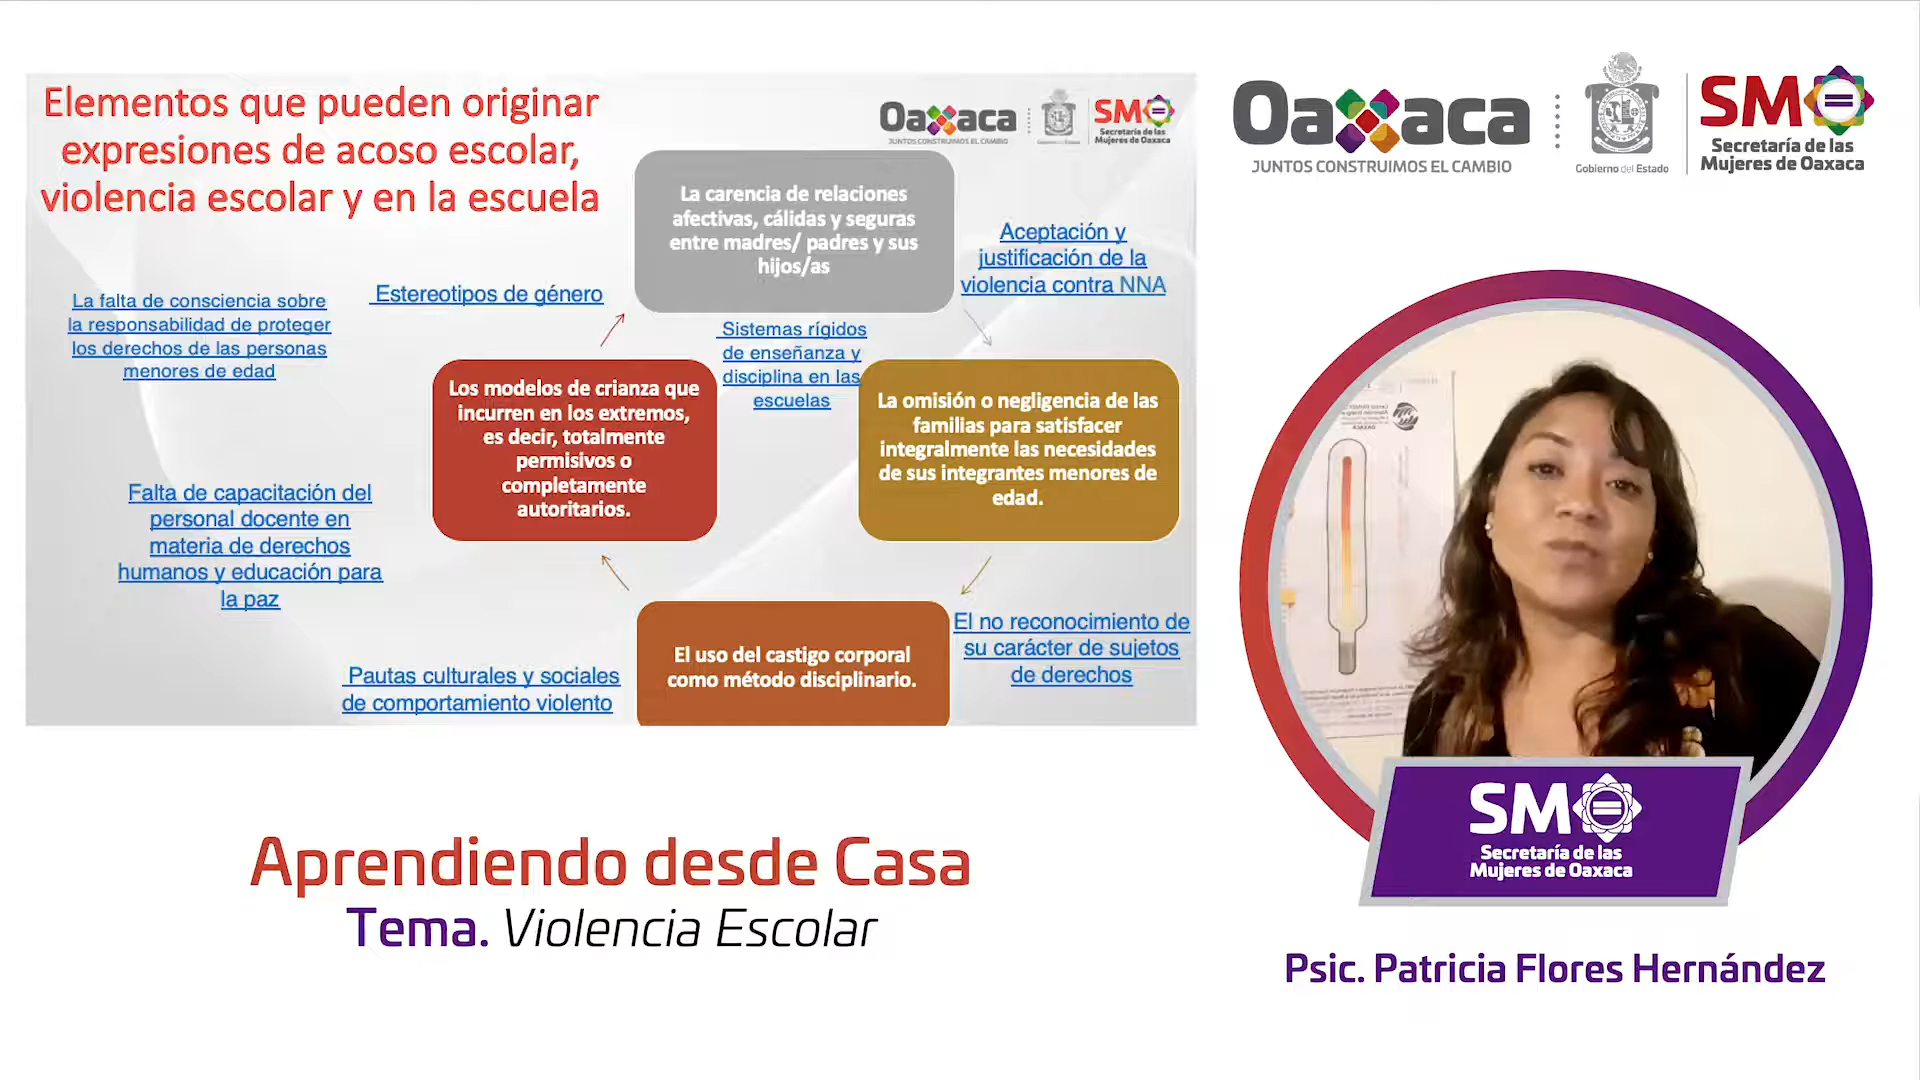 Elementos que pueden originar
expresiones de acoso escolar,
violencia escolar y en la escuela
Oaxaca
JUNTOS CONSTRUIMOS EL CAMBIO
Gobierno del Estado
SM
Secretaría de las
Mujeres de Oaxaca
La carencia de relaciones
afectivas, cálidas y seguras
entre madres/ padres y sus
hijos/as
Aceptación y
justificación de la
violencia contra NNA
Estereotipos de género
La falta de consciencia sobre
la responsabilidad de proteger
los derechos de las personas
menores de edad
Sistemas rígidos
de enseñanza y
disciplina en las
escuelas
Los modelos de crianza que
incurren en los extremos,
es decir, totalmente
permisivos o
completamente
autoritarios.
La omisión o negligencia de las
familias para satisfacer
integralmente las necesidades
de sus integrantes menores de
edad.
Falta de capacitación del
personal docente en
materia de derechos
humanos y educación para
la paz
El uso del castigo corporal
como método disciplinario.
El no reconocimiento de
su carácter de sujetos
de derechos
Pautas culturales y sociales
de comportamiento violento
Oaxaca
JUNTOS CONSTRUIMOS EL CAMBIO
Gobierno del Estado
SM
Secretaría de las
Mujeres de Oaxaca
SM
Secretaría de las
Mujeres de Oaxaca
Psic. Patricia Flores Hernández
Aprendiendo desde Casa
Tema. Violencia Escolar